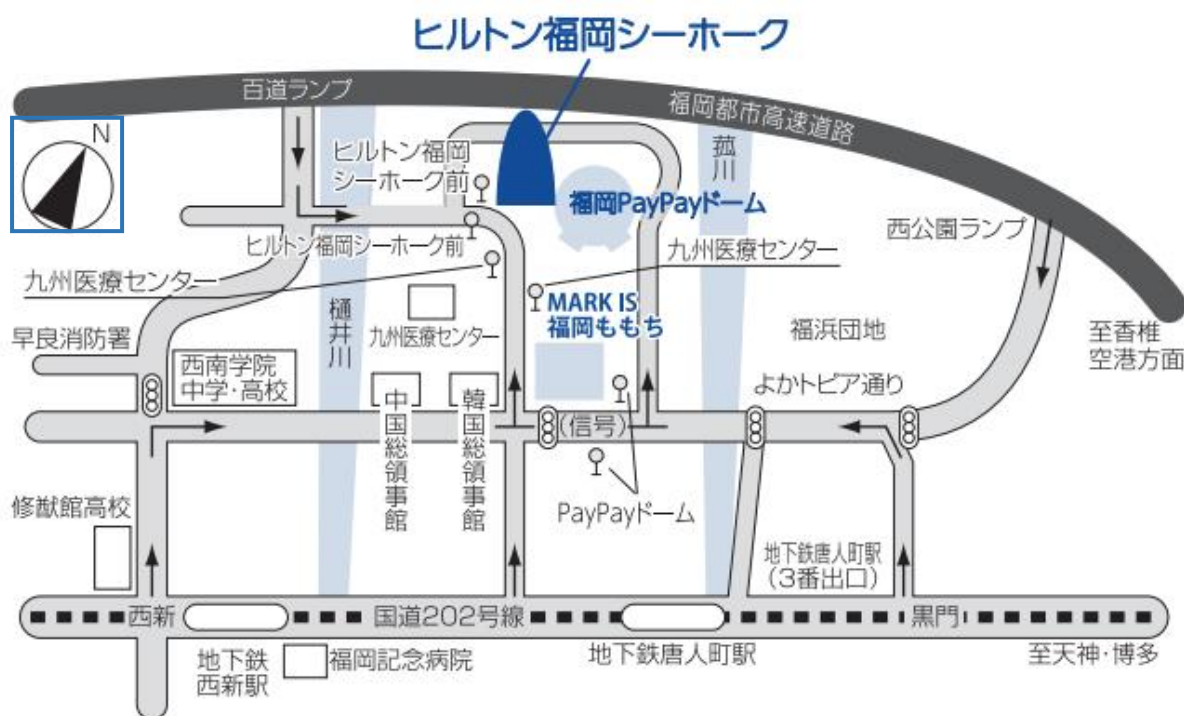 ヒルトン福岡シーホーク
百道ランプ
福岡都市高速道路
N
ヒルトン福岡
シーホーク前
菰川
福岡PayPayドーム
西公園ランプ
ヒルトン福岡シーホーク前
九州医療センター
九州医療センター
樋井川
MARK IS
福岡ももち
九州医療センター
福浜団地
至香椎
空港方面
早良消防署
西南学院
中学・高校
よかトピア通り
中国総領事館
韓国総領事館
(信号)
修猷館高校
PayPayドーム
地下鉄唐人町駅
(3番出口)
西新
国道202号線
黒門
地下鉄
西新駅
福岡記念病院
地下鉄唐人町駅
至天神・博多